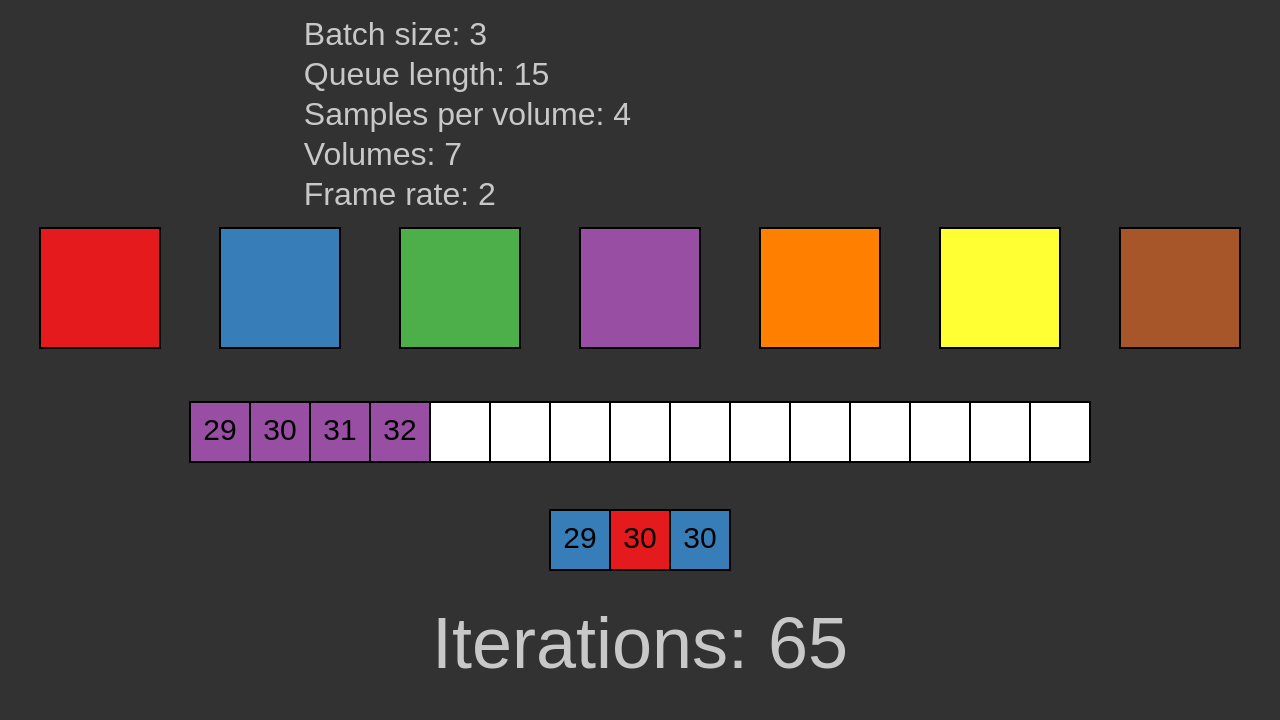 Batch size: 3
Queue length: 15
Samples per volume: 4
Volumes: 7
Frame rate: 2
29 30 31 32
29 30 30
Iterations: 65